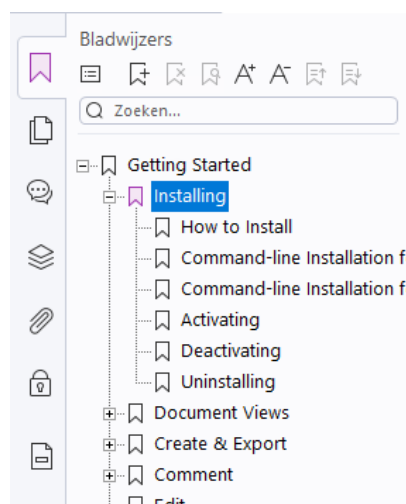 Bladwijzers
Zoeken...
Getting Started
Installing
How to Install
Command-line Installation f
Command-line Installation f
Activating
Deactivating
Uninstalling
Document Views
Create & Export
Comment
Edit